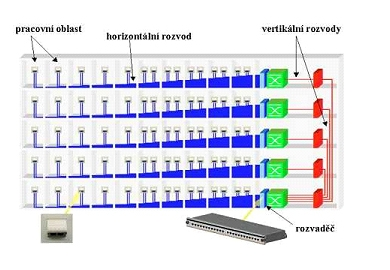 pracovní oblast
horizontální rozvod
vertikální rozvody
rozvaděč